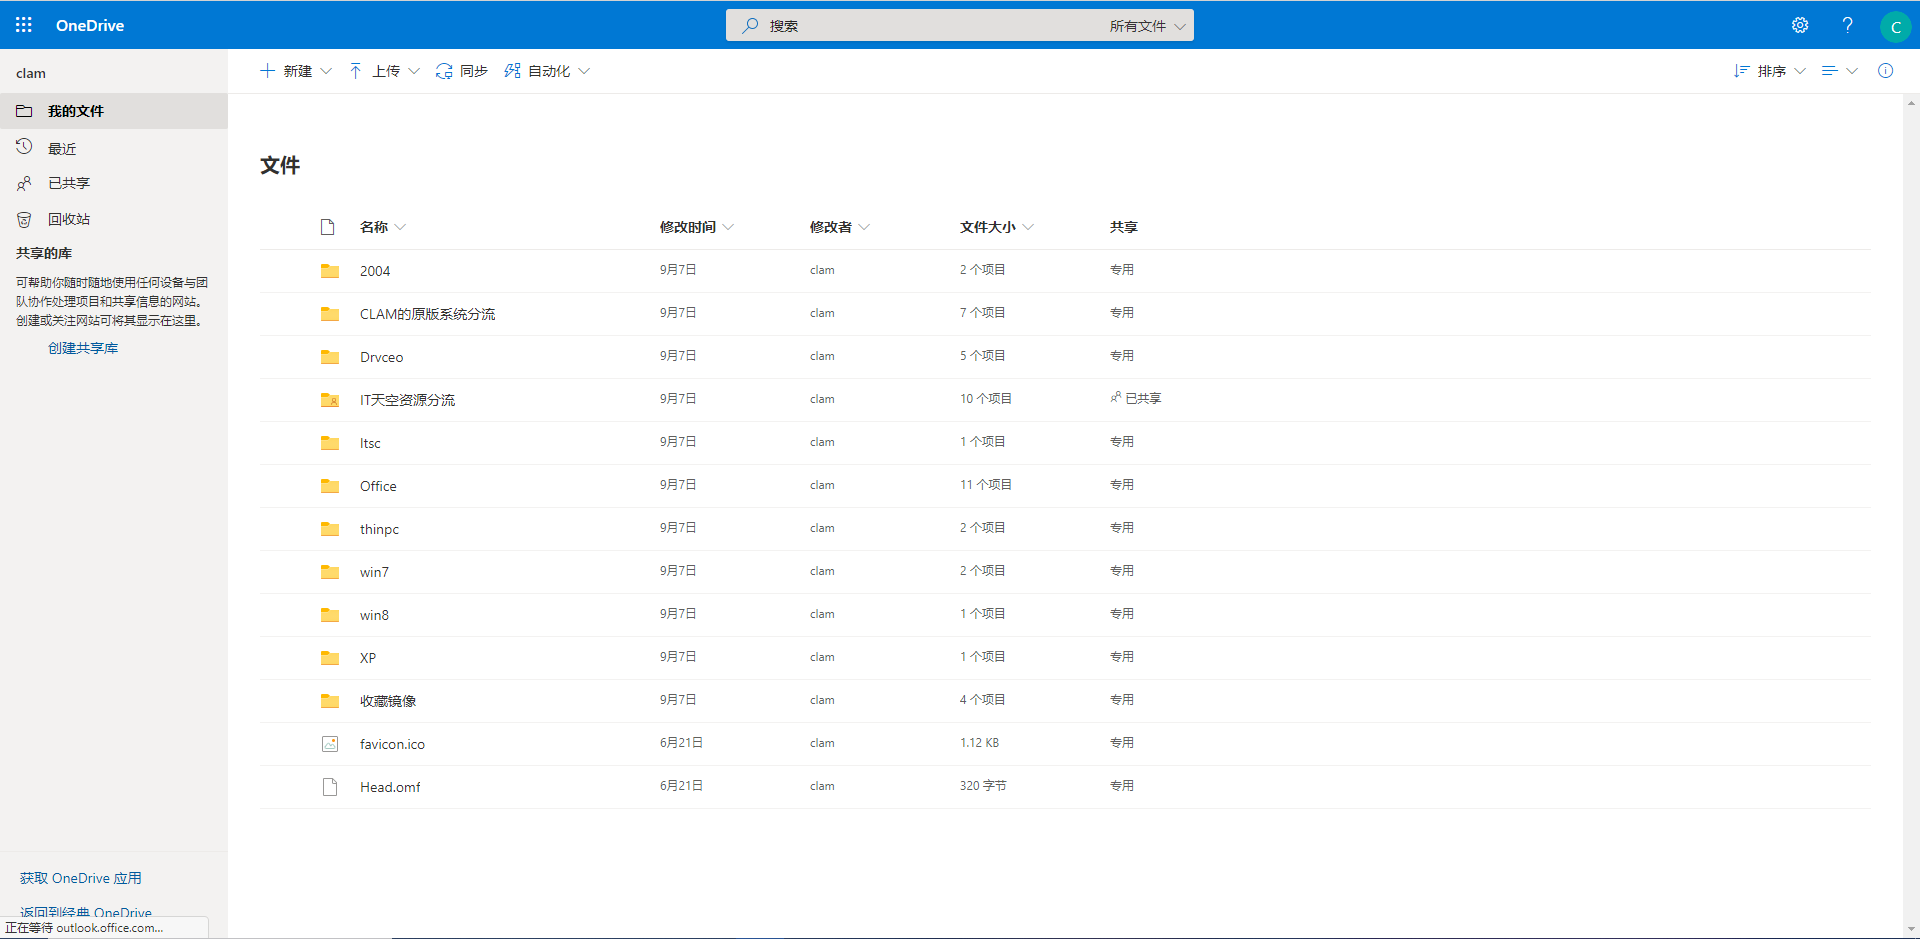 OneDrive
搜索
所有文件
?
C
clam
新建
上传
同步
自动化
排序
我的文件
最近
已共享
回收站
共享的库
可帮助你随时随地使用任何设备与团
队协作处理项目和共享信息的网站。
创建或关注网站可将其显示在这里。
创建共享库
文件
名称 修改时间 修改者 文件大小 共享
2004 9月7日 clam 2 个项目 专用
CLAM的原版系统分流 9月7日 clam 7 个项目 专用
Drvceo 9月7日 clam 5 个项目 专用
IT天空资源分流 9月7日 clam 10 个项目 已共享
ltsc 9月7日 clam 1 个项目 专用
Office 9月7日 clam 11 个项目 专用
thinpc 9月7日 clam 2 个项目 专用
win7 9月7日 clam 2 个项目 专用
win8 9月7日 clam 1 个项目 专用
XP 9月7日 clam 1 个项目 专用
收藏镜像 9月7日 clam 4 个项目 专用
favicon.ico 6月21日 clam 1.12 KB 专用
Head.omf 6月21日 clam 320 字节 专用
获取 OneDrive 应用
返回到经典 OneDrive
正在等待 outlook.office.com...